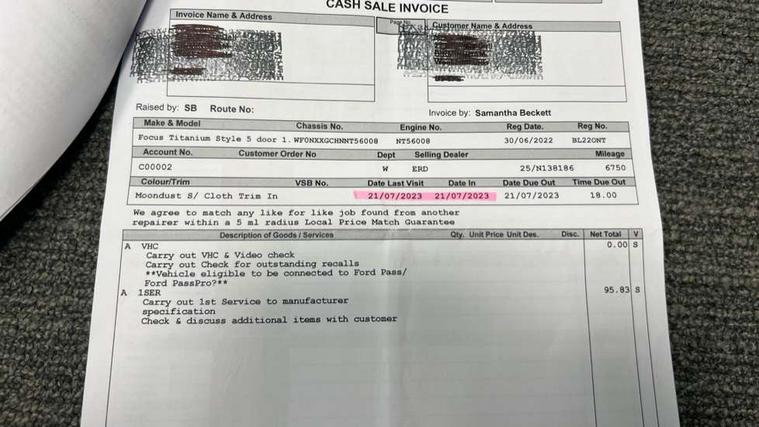 CASH SALE INVOICE
Invoice Name & Address
Page No.
Customer Name & Address
Raised by: SB Route No:
Invoice by: Samantha Beckett
Make & Model Chassis No. Engine No. Reg Date. Reg No.
Focus Titanium Style 5 door 1. WF0NXXGCHNNT56008 NT56008 30/06/2022 BL22ONT
Account No. Customer Order No Dept Selling Dealer Mileage
C00002 W ERD 25/N138186 6750
Colour/Trim VSB No. Date Last Visit Date In Date Due Out Time Due Out
Moondust S/ Cloth Trim In 21/07/2023 21/07/2023 21/07/2023 18.00
We agree to match any like for like job found from another
repairer within a 5 ml radius Local Price Match Guarantee
Description of Goods / Services Qty. Unit Price Unit Des. Disc. Net Total V
A VHC 0.00 S
Carry out VHC & Video check
Carry out Check for outstanding recalls
**Vehicle eligible to be connected to Ford Pass/
Ford PassPro?**
A 1SER 95.83 S
Carry out 1st Service to manufacturer
specification
Check & discuss additional items with customer